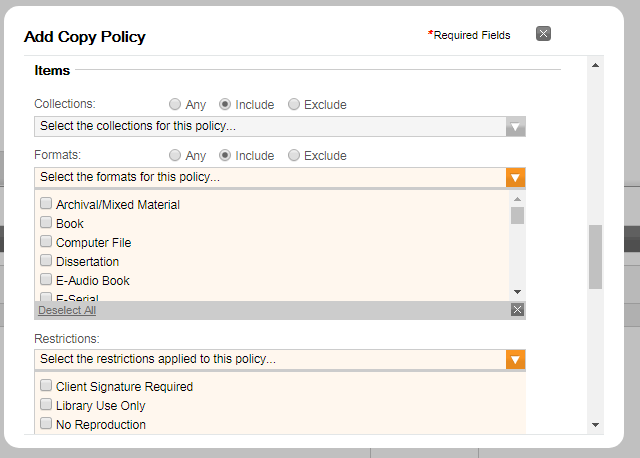 Add Copy Policy
*Required Fields
Items
Collections: Any Include Exclude
Select the collections for this policy...
Formats: Any Include Exclude
Select the formats for this policy...
Archival/Mixed Material
Book
Computer File
Dissertation
E-Audio Book
E-Serial
Deselect All
Restrictions:
Select the restrictions applied to this policy...
Client Signature Required
Library Use Only
No Reproduction